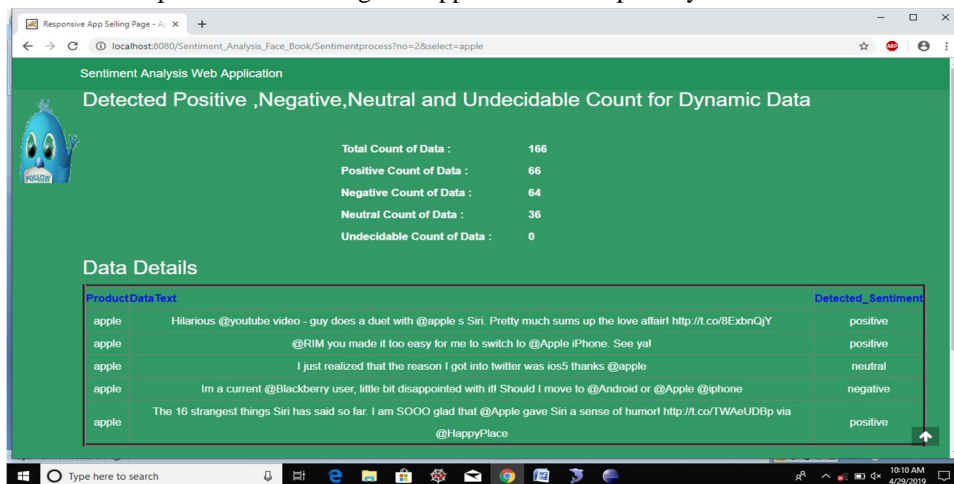 Responsive App Selling Page - A
localhost:8080/Sentiment_Analysis_Face_Book/Sentimentprocess?no=2&select=apple
ABP
Sentiment Analysis Web Application
Detected Positive ,Negative,Neutral and Undecidable Count for Dynamic Data
FOLLOW
Total Count of Data : 166
Positive Count of Data : 66
Negative Count of Data : 64
Neutral Count of Data : 36
Undecidable Count of Data : 0
Data Details
Product DataText Detected_Sentiment
apple Hilarious @youtube video - guy does a duet with @apple s Siri. Pretty much sums up the love affair! http://t.co/8ExbnQjY positive
apple @RIM you made it too easy for me to switch to @Apple iPhone. See ya! positive
apple I just realized that the reason I got into twitter was ios5 thanks @apple neutral
apple Im a current @Blackberry user, little bit disappointed with it! Should I move to @Android or @Apple @iphone negative
apple The 16 strangest things Siri has said so far. I am SOOO glad that @Apple gave Siri a sense of humor! http://t.co/TWAeUDBp via
@HappyPlace positive
Type here to search
10:10 AM
4/29/2019